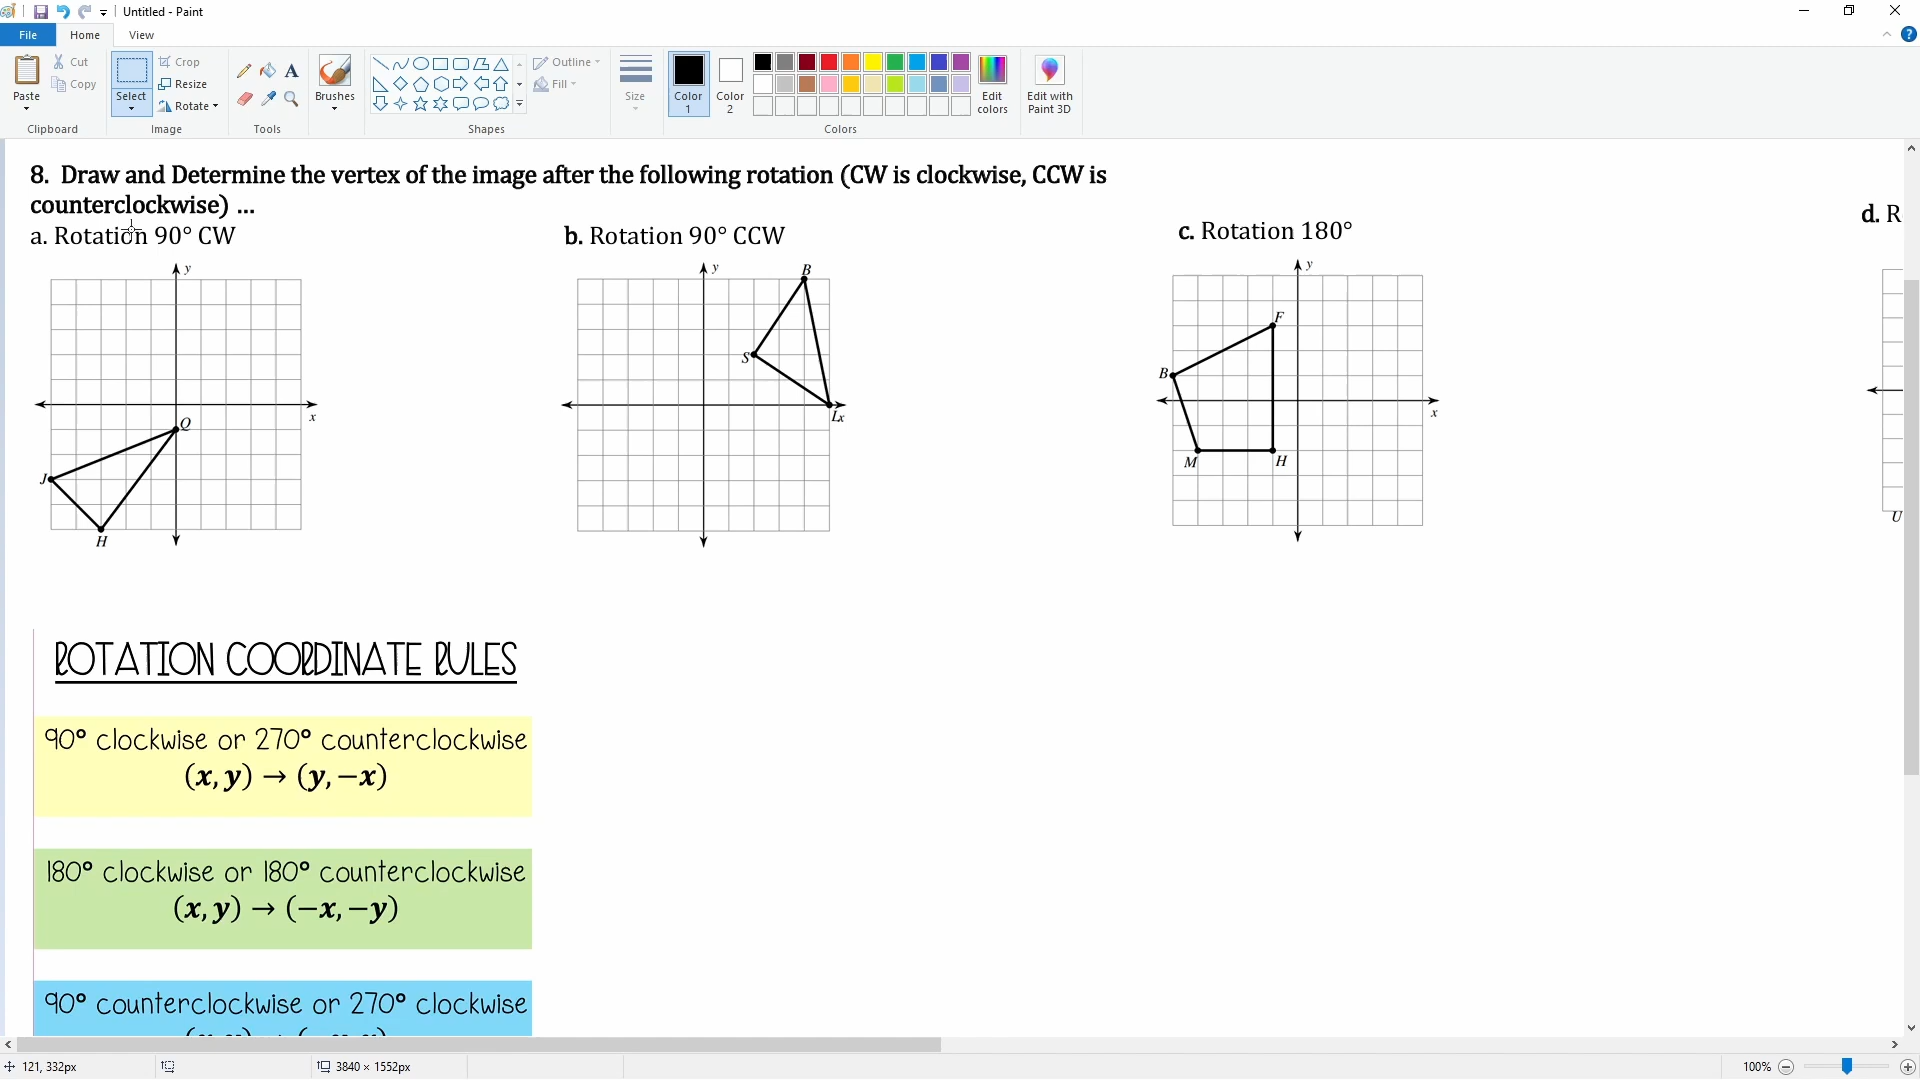 Untitled - Paint
File Home View
Paste
Cut
Copy
Clipboard
Select
Crop
Resize
Rotate
Image
A
Tools
Brushes
Shapes
Outline
Fill
Size
Color 1
Color 2
Colors
Edit colors
Edit with Paint 3D
?
8. Draw and Determine the vertex of the image after the following rotation (CW is clockwise, CCW is
counterclockwise) ...
a. Rotation 90° CW
y
x
Q
J
H
b. Rotation 90° CCW
y
B
S
L x
c. Rotation 180°
y
F
B
x
M
H
d. R
U
ROTATION COORDINATE RULES
90° clockwise or 270° counterclockwise
(x, y) → (y, −x)
180° clockwise or 180° counterclockwise
(x, y) → (−x, −y)
90° counterclockwise or 270° clockwise
121, 332px
3840 × 1552px
100%